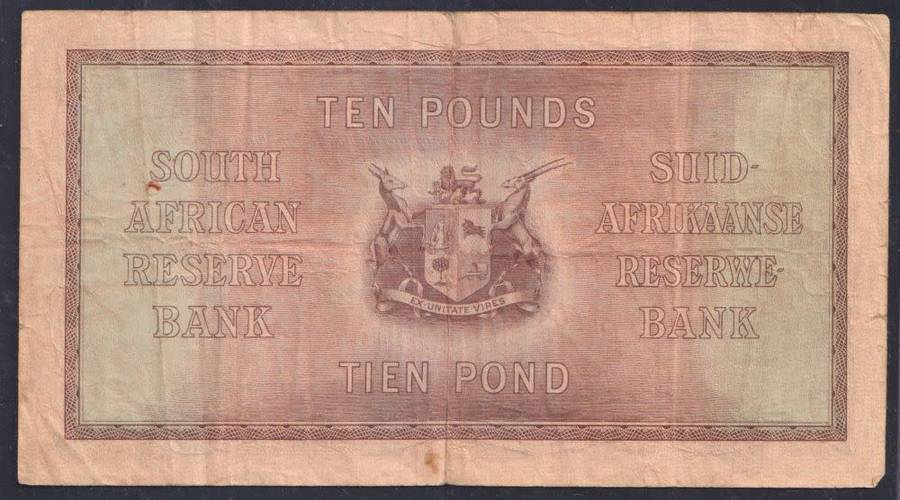 TEN POUNDS
SOUTH
AFRICAN
RESERVE
BANK
SUID-
AFRIKAANSE
RESERWE-
BANK
EX·UNITATE·VIRES
TIEN POND